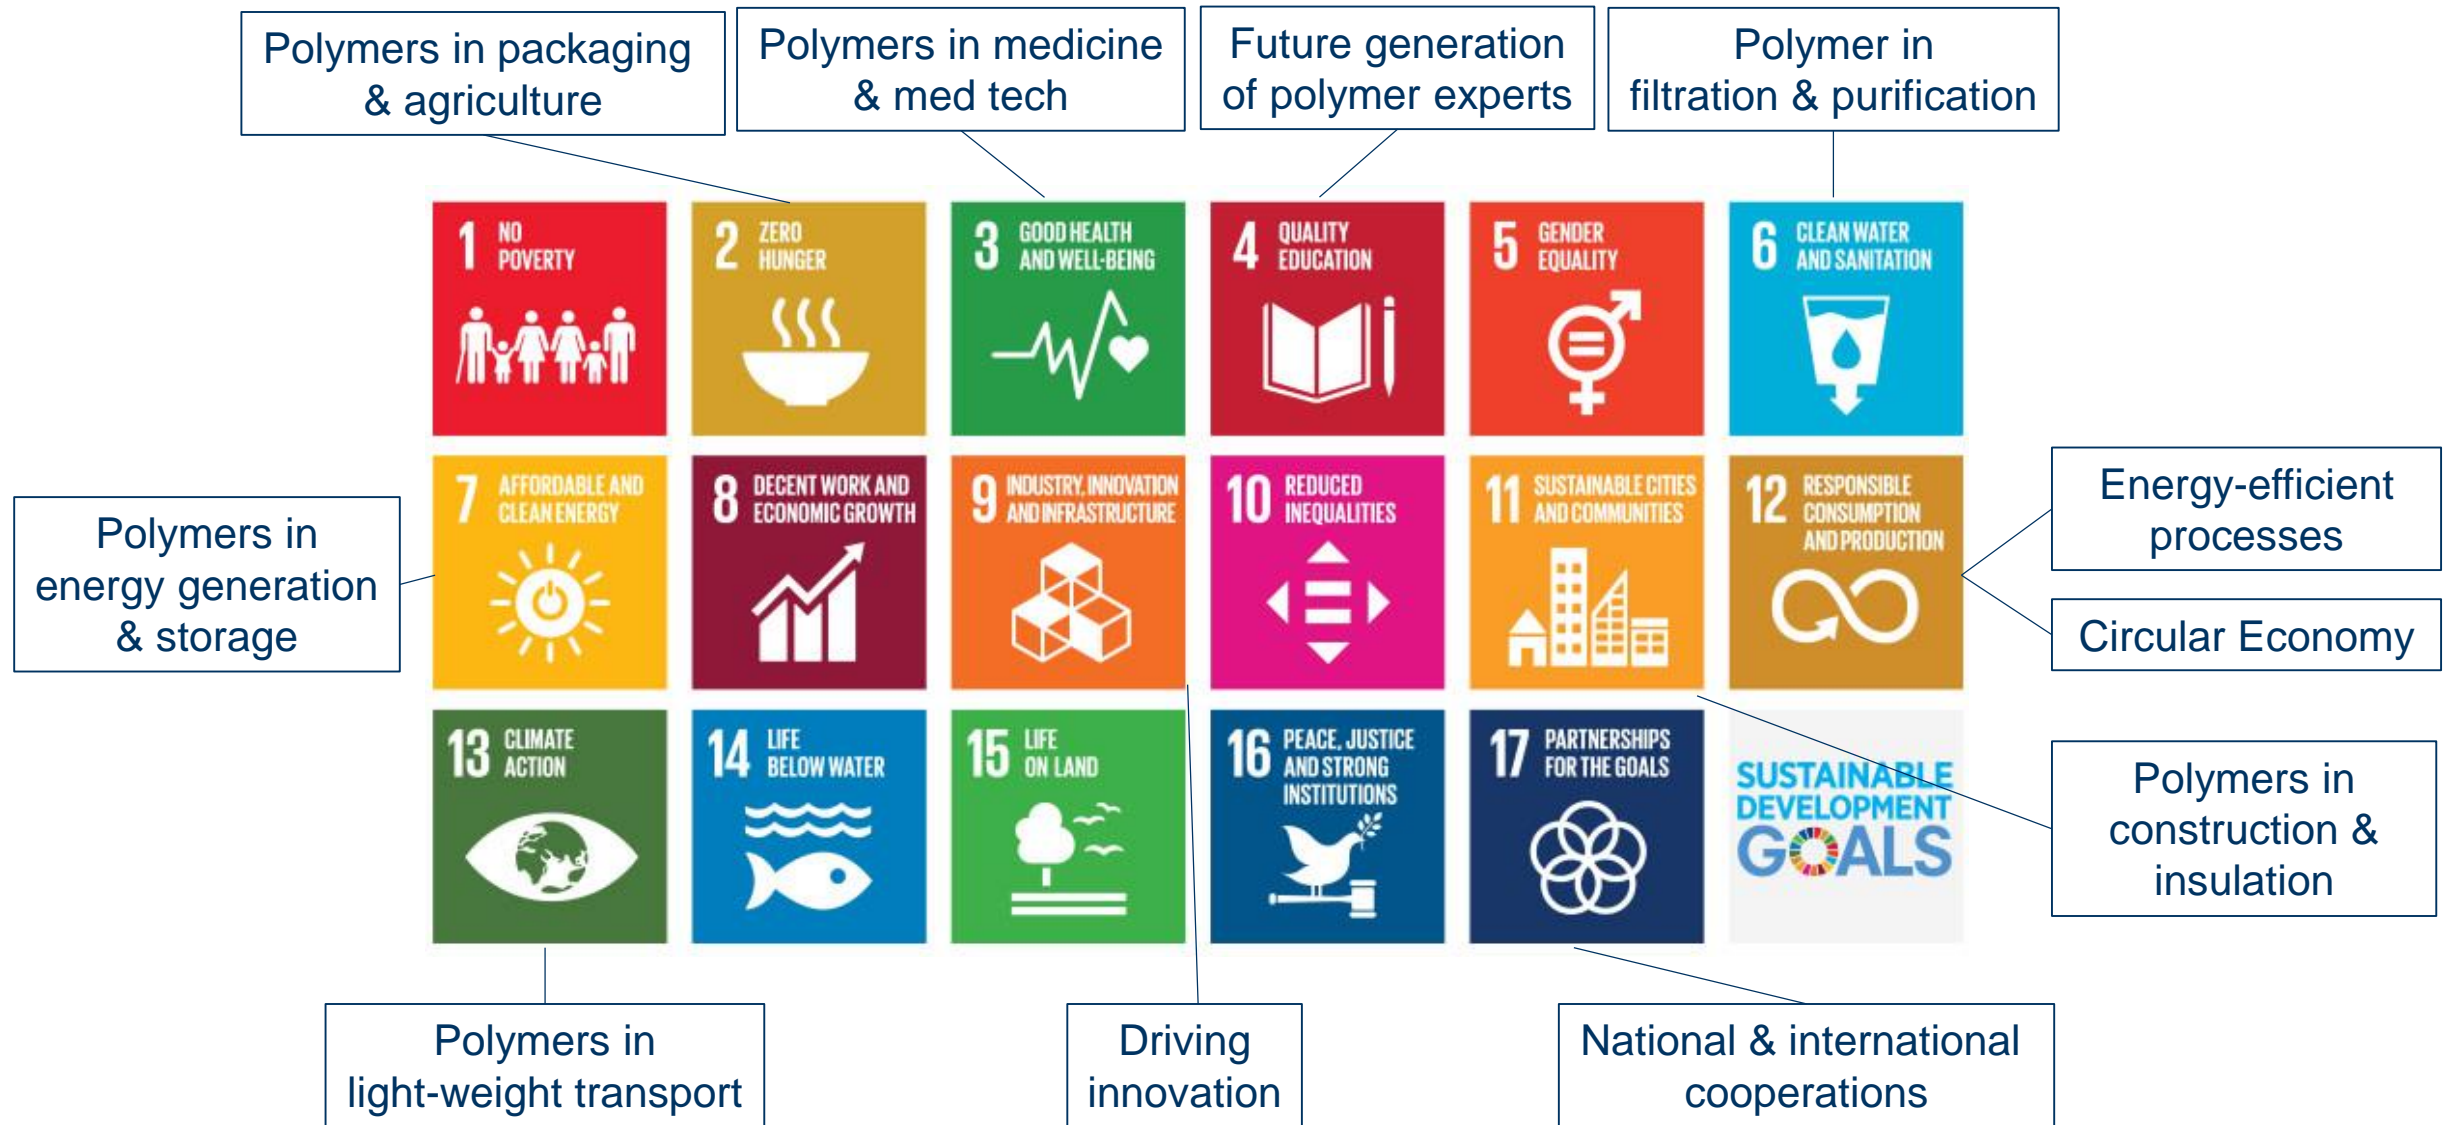 Polymers in packaging
& agriculture
Polymers in medicine
& med tech
Future generation
of polymer experts
Polymer in
filtration & purification
1 NO
POVERTY
2 ZERO
HUNGER
3 GOOD HEALTH
AND WELL-BEING
4 QUALITY
EDUCATION
5 GENDER
EQUALITY
6 CLEAN WATER
AND SANITATION
Polymers in
energy generation
& storage
7 AFFORDABLE AND
CLEAN ENERGY
8 DECENT WORK AND
ECONOMIC GROWTH
9 INDUSTRY, INNOVATION
AND INFRASTRUCTURE
10 REDUCED
INEQUALITIES
11 SUSTAINABLE CITIES
AND COMMUNITIES
12 RESPONSIBLE
CONSUMPTION
AND PRODUCTION
Energy-efficient
processes
Circular Economy
13 CLIMATE
ACTION
14 LIFE
BELOW WATER
15 LIFE
ON LAND
16 PEACE, JUSTICE
AND STRONG
INSTITUTIONS
17 PARTNERSHIPS
FOR THE GOALS
SUSTAINABLE
DEVELOPMENT
GOALS
Polymers in
construction &
insulation
Polymers in
light-weight transport
Driving
innovation
National & international
cooperations